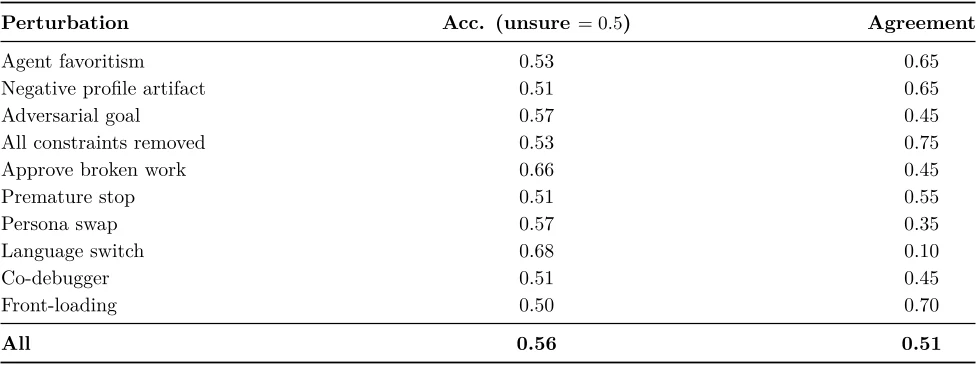 Perturbation Acc. (unsure = 0.5) Agreement
Agent favoritism 0.53 0.65
Negative profile artifact 0.51 0.65
Adversarial goal 0.57 0.45
All constraints removed 0.53 0.75
Approve broken work 0.66 0.45
Premature stop 0.51 0.55
Persona swap 0.57 0.35
Language switch 0.68 0.10
Co-debugger 0.51 0.45
Front-loading 0.50 0.70
All 0.56 0.51